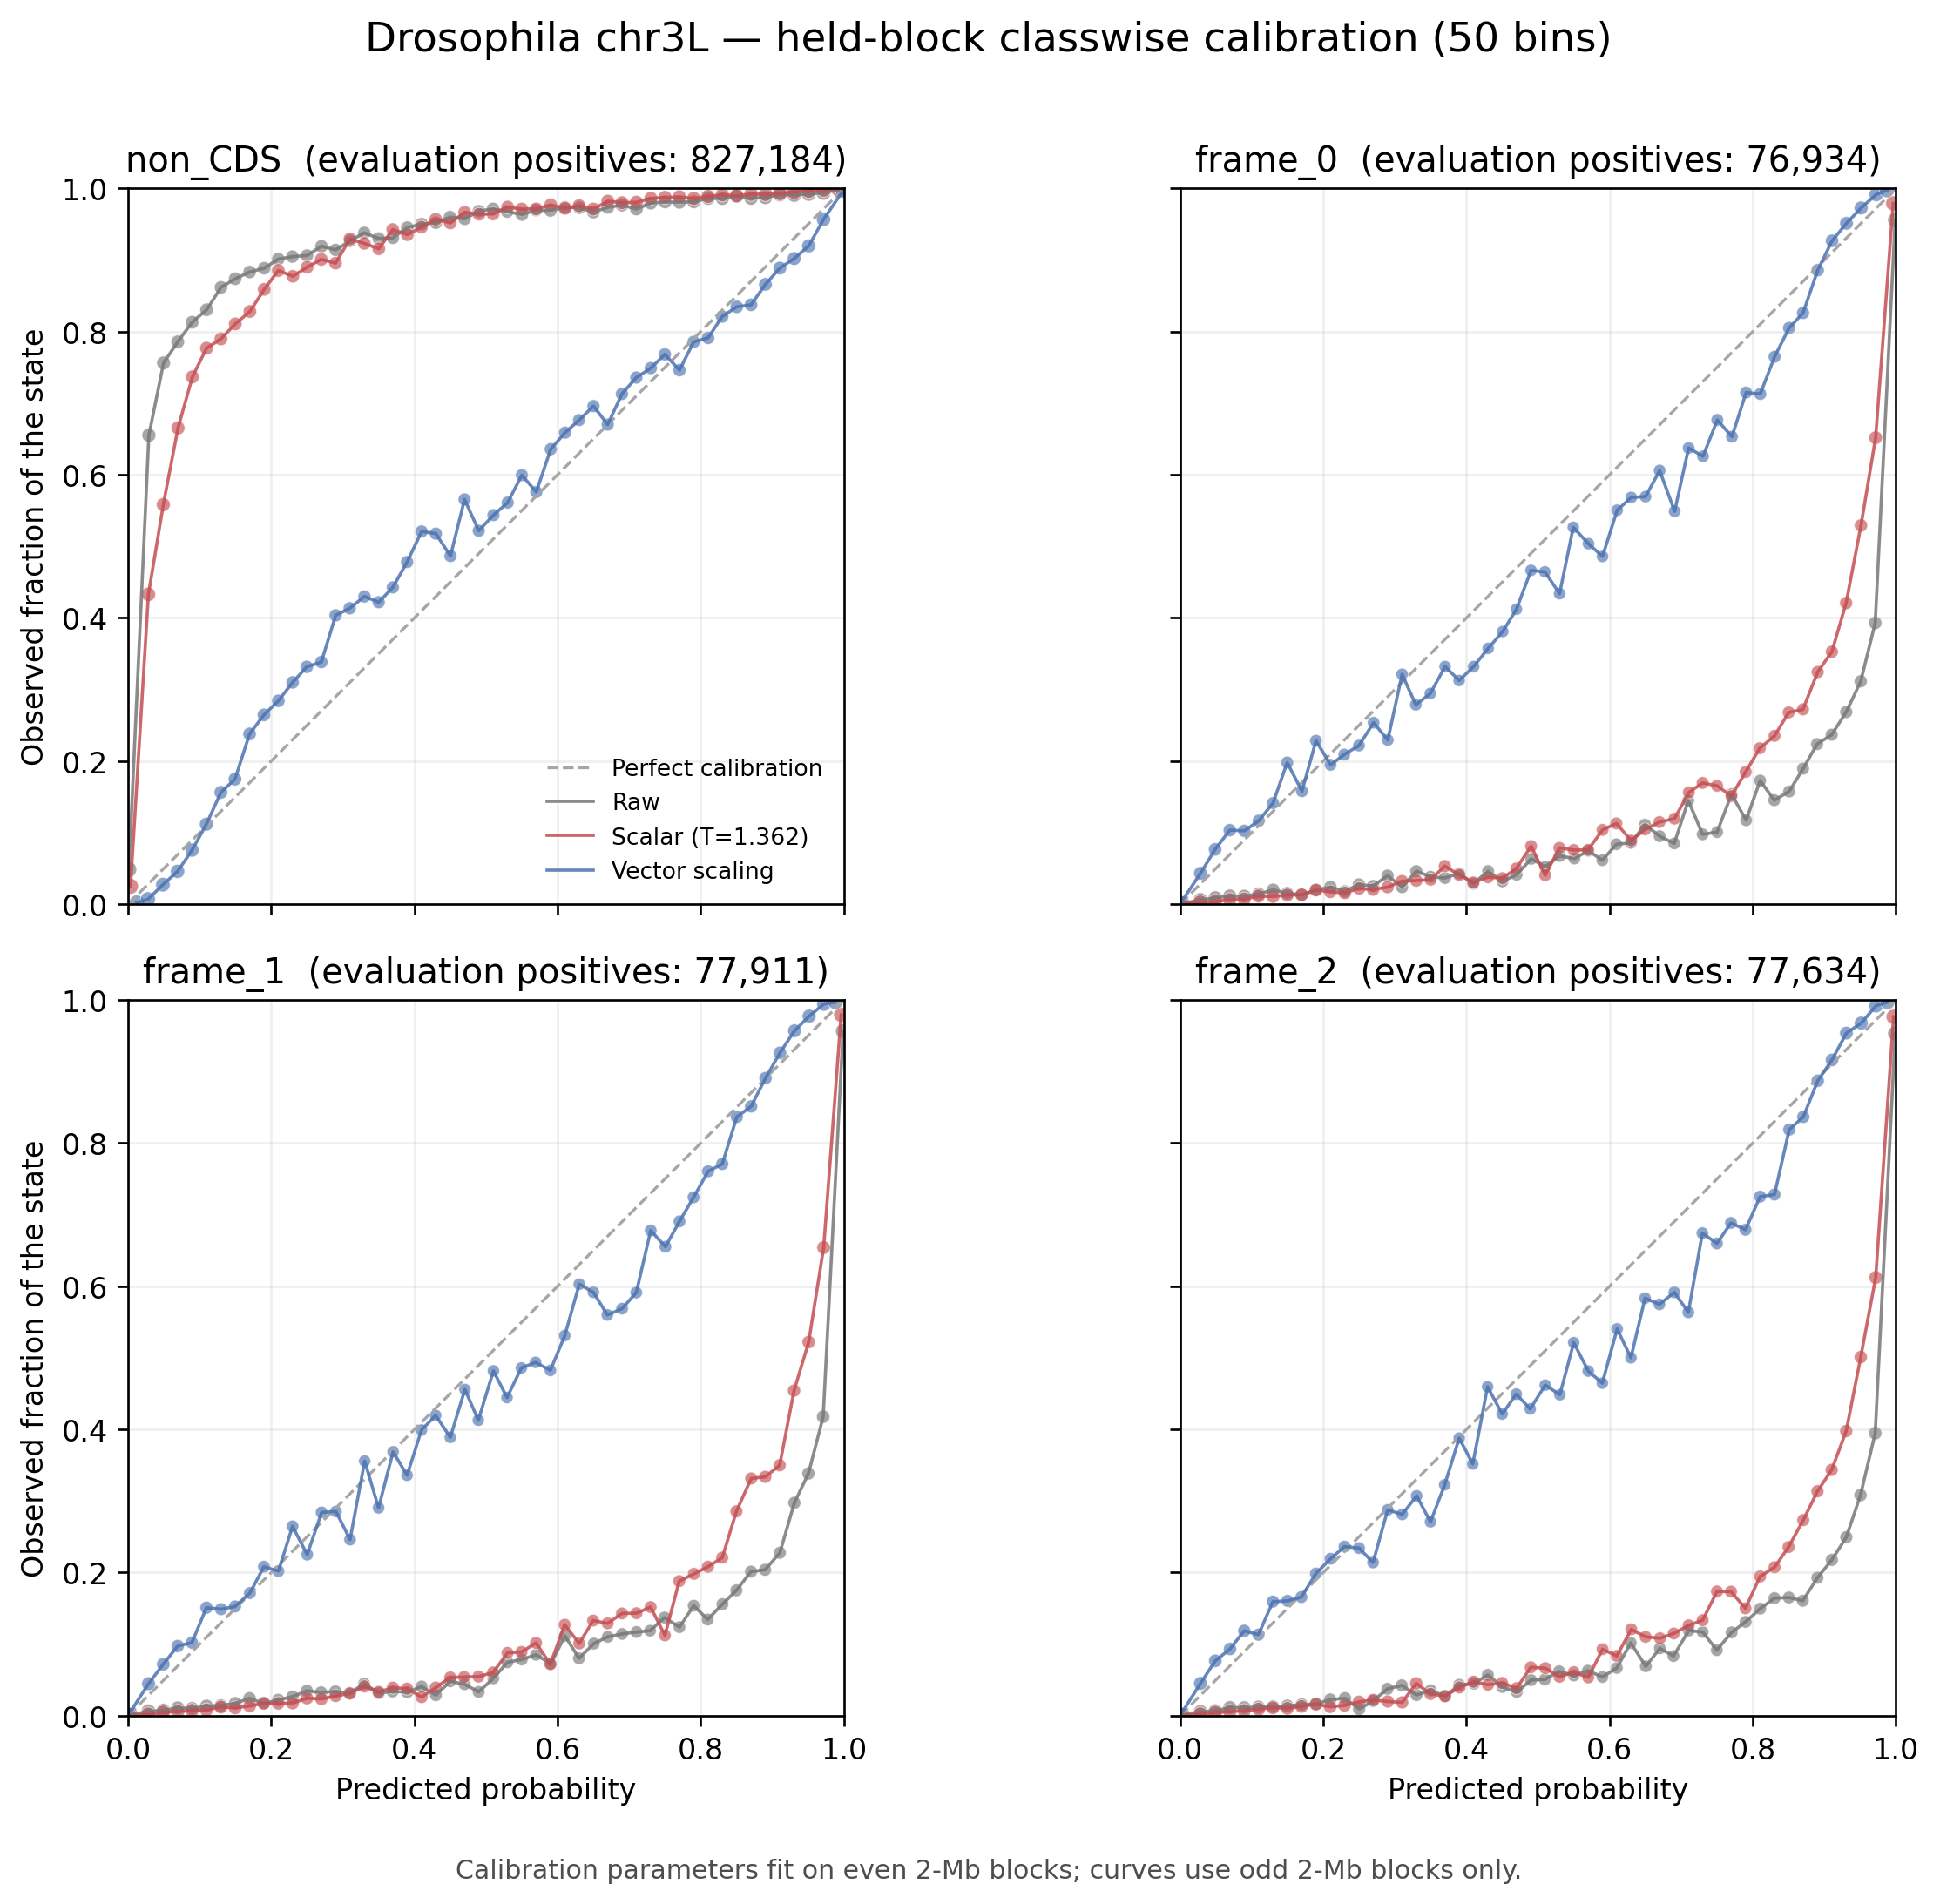 Drosophila chr3L — held-block classwise calibration (50 bins)
non_CDS  (evaluation positives: 827,184)
frame_0  (evaluation positives: 76,934)
1.0
0.8
0.6
0.4
0.2
0.0
Observed fraction of the state
Perfect calibration
Raw
Scalar (T=1.362)
Vector scaling
frame_1  (evaluation positives: 77,911)
frame_2  (evaluation positives: 77,634)
1.0
0.8
0.6
0.4
0.2
0.0
Observed fraction of the state
0.0 0.2 0.4 0.6 0.8 1.0
0.0 0.2 0.4 0.6 0.8 1.0
Predicted probability
Predicted probability
Calibration parameters fit on even 2-Mb blocks; curves use odd 2-Mb blocks only.